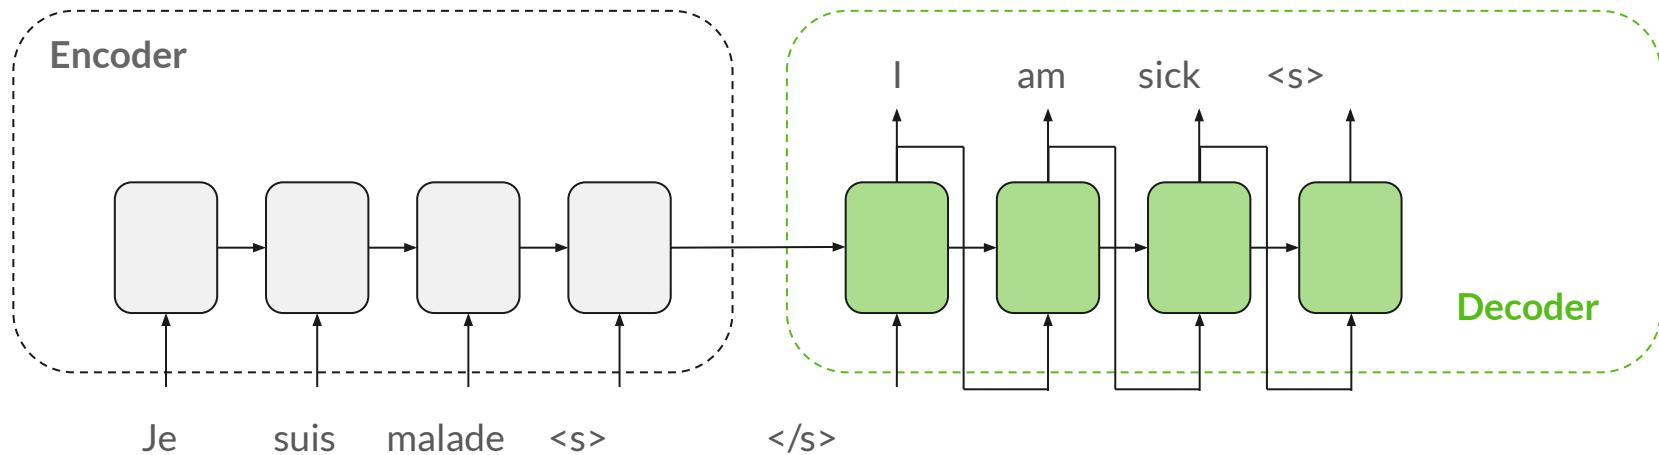 Encoder
I am sick <s>
Decoder
Je suis malade <s> </s>